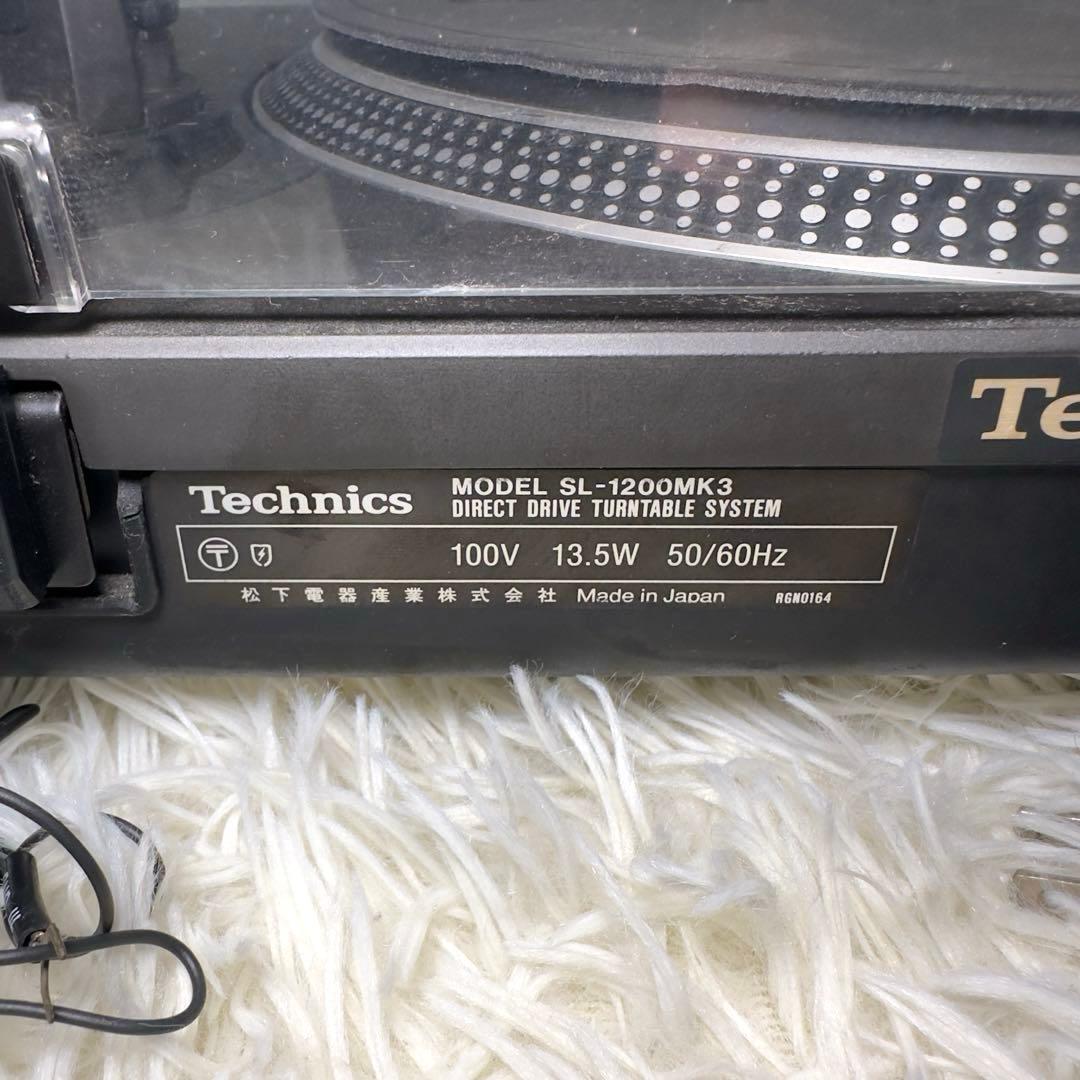 Te
Technics
MODEL SL-1200MK3
DIRECT DRIVE TURNTABLE SYSTEM
〒 100V 13.5W 50/60Hz
松下電器産業株式会社 Made in Japan RGN0164